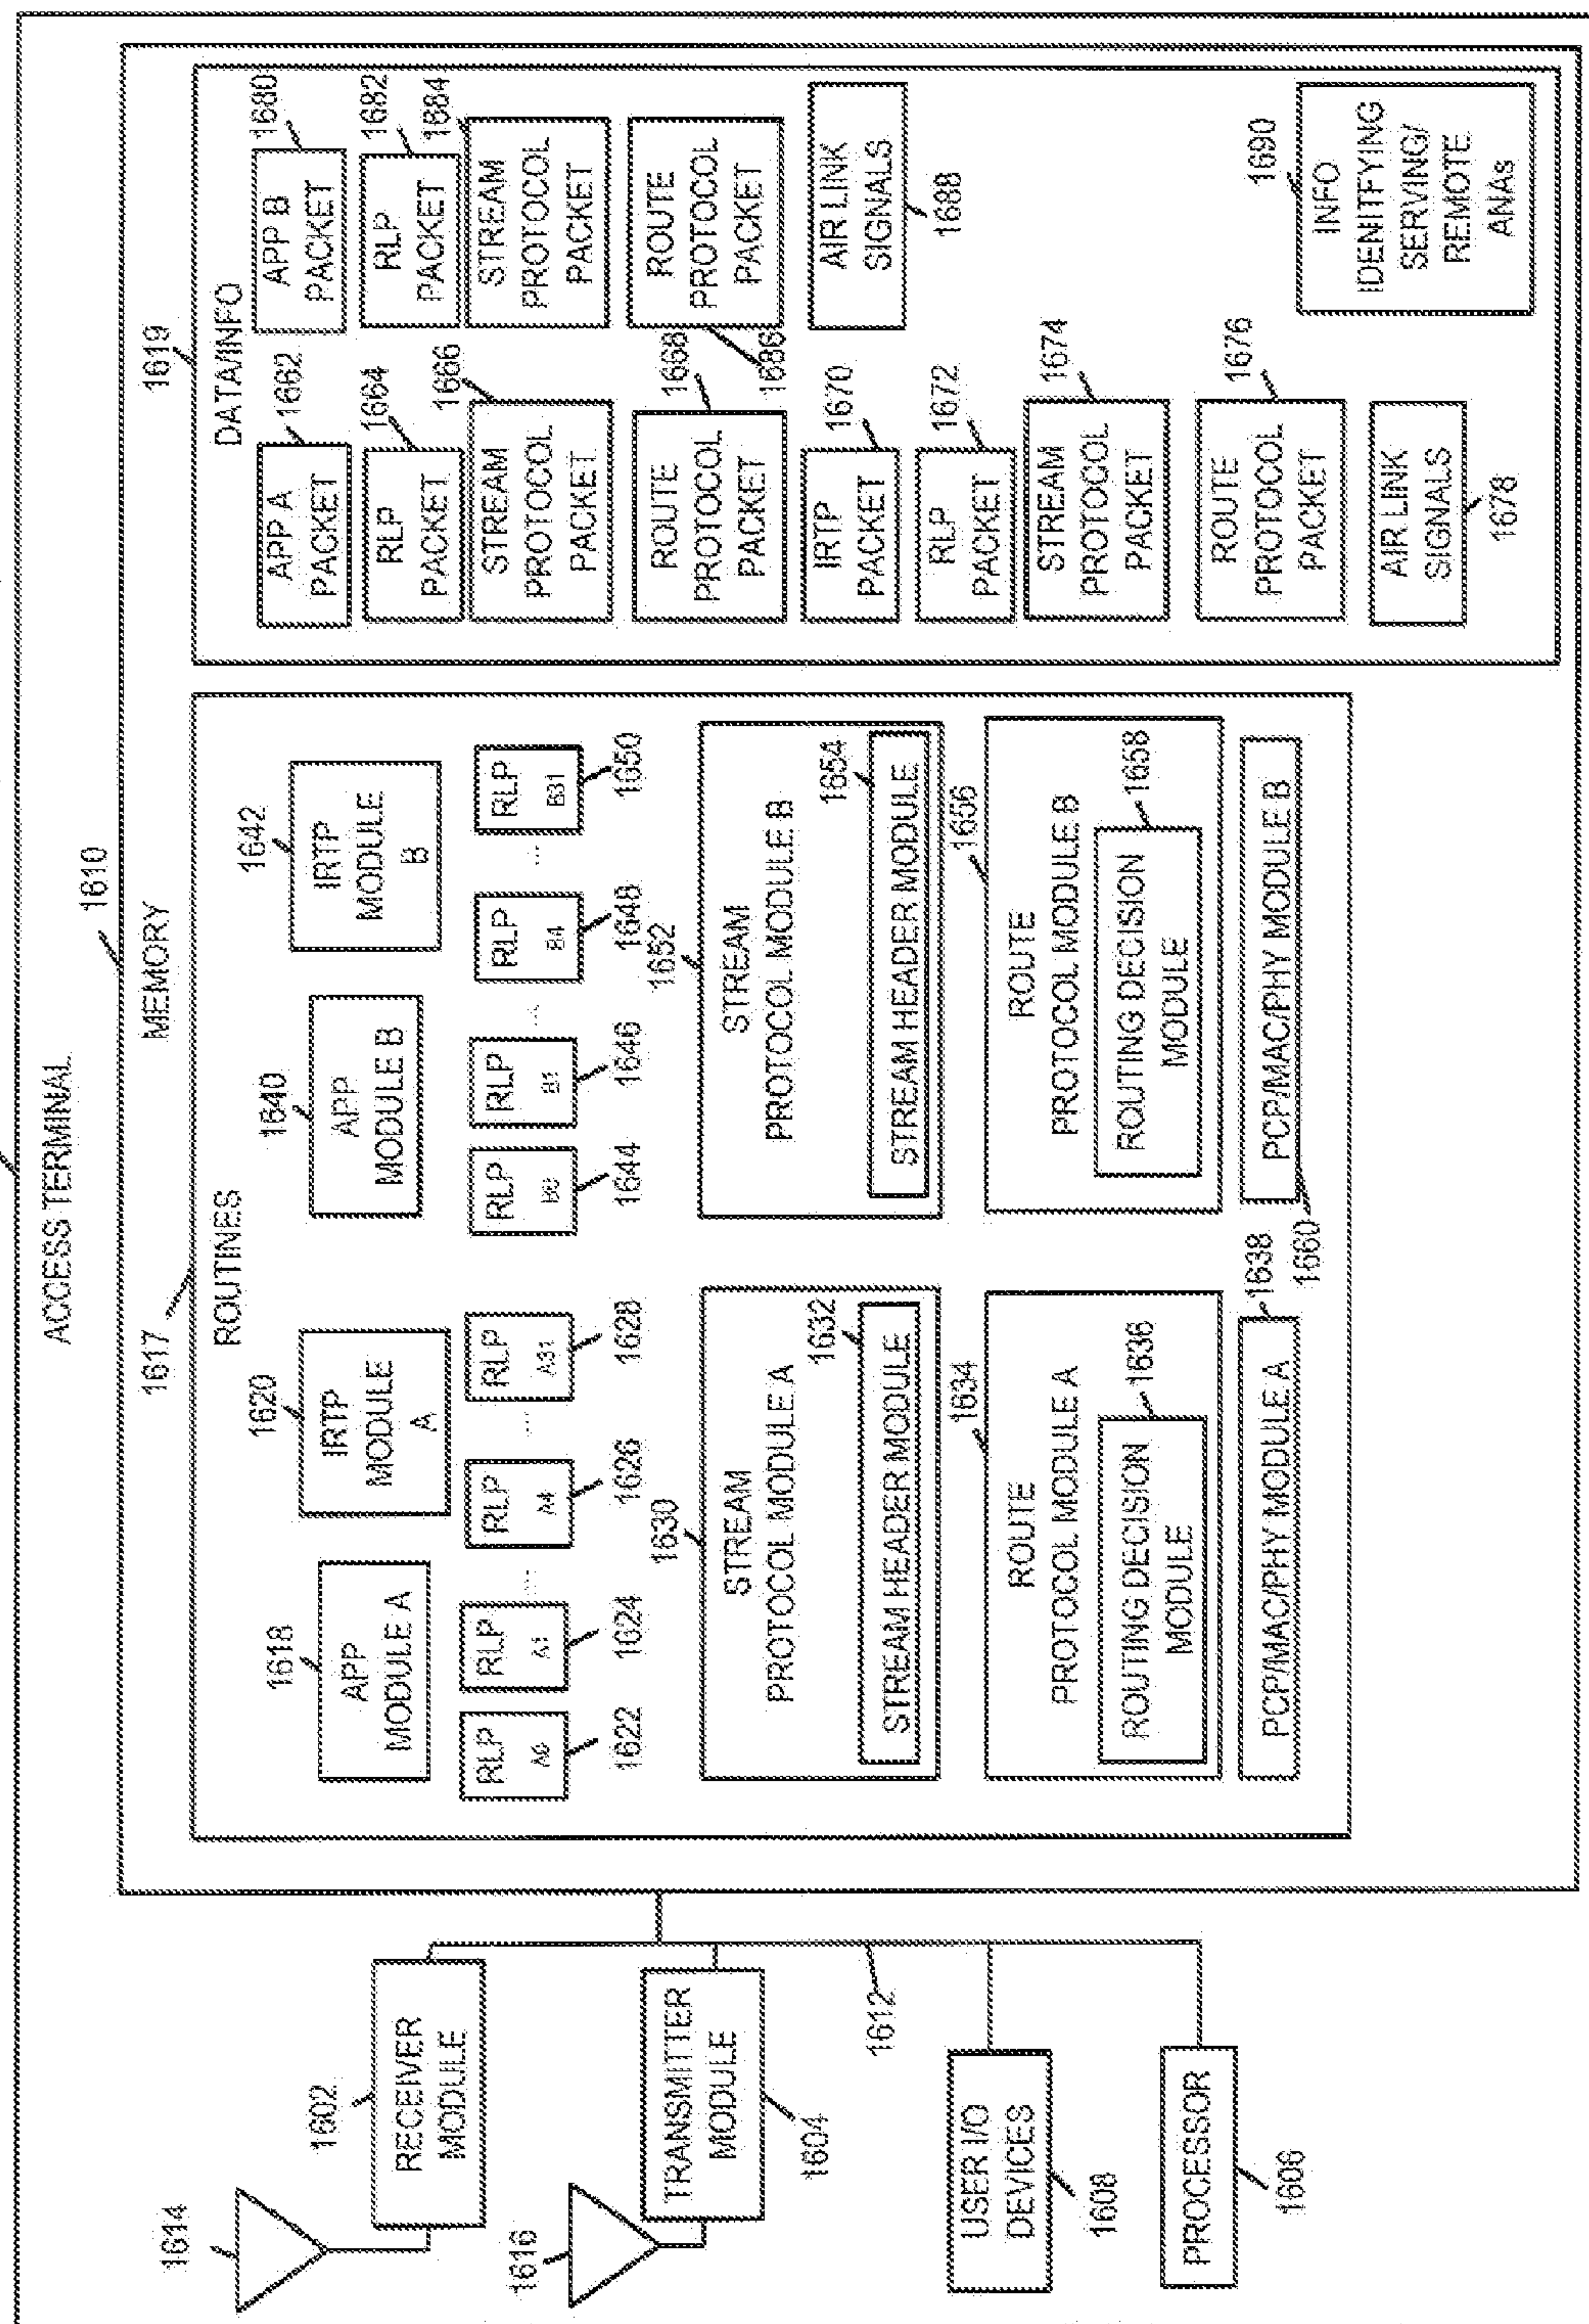 ACCESS TERMINAL
1610
MEMORY
1614
1602
RECEIVER
MODULE
1616
TRANSMITTER
MODULE
1604
1612
USER I/O
DEVICES
1608
PROCESSOR
1606
1617
ROUTINES
1618
APP
MODULE A
1620
IRTP
MODULE
A
RLP
A0
1622
RLP
A1
1624
...
RLP
A4
1626
...
RLP
A31
1628
1630
STREAM
PROTOCOL MODULE A
1632
STREAM HEADER MODULE
1634
ROUTE
PROTOCOL MODULE A
1636
ROUTING DECISION
MODULE
1638
PCP/MAC/PHY MODULE A
1640
APP
MODULE B
1642
IRTP
MODULE
B
RLP
B0
1644
RLP
B1
1646
...
RLP
B4
1648
...
RLP
B31
1650
1652
STREAM
PROTOCOL MODULE B
1654
STREAM HEADER MODULE
1656
ROUTE
PROTOCOL MODULE B
1658
ROUTING DECISION
MODULE
PCP/MAC/PHY MODULE B
1660
1619
DATA/INFO
1662
APP A
PACKET
1664
RLP
PACKET
1666
STREAM
PROTOCOL
PACKET
1668
ROUTE
PROTOCOL
PACKET
1670
IRTP
PACKET
1672
RLP
PACKET
1674
STREAM
PROTOCOL
PACKET
1676
ROUTE
PROTOCOL
PACKET
AIR LINK
SIGNALS
1678
1680
APP B
PACKET
1682
RLP
PACKET
1684
STREAM
PROTOCOL
PACKET
ROUTE
PROTOCOL
PACKET
1686
AIR LINK
SIGNALS
1688
1690
INFO
IDENITFYING
SERVING/
REMOTE
ANAs